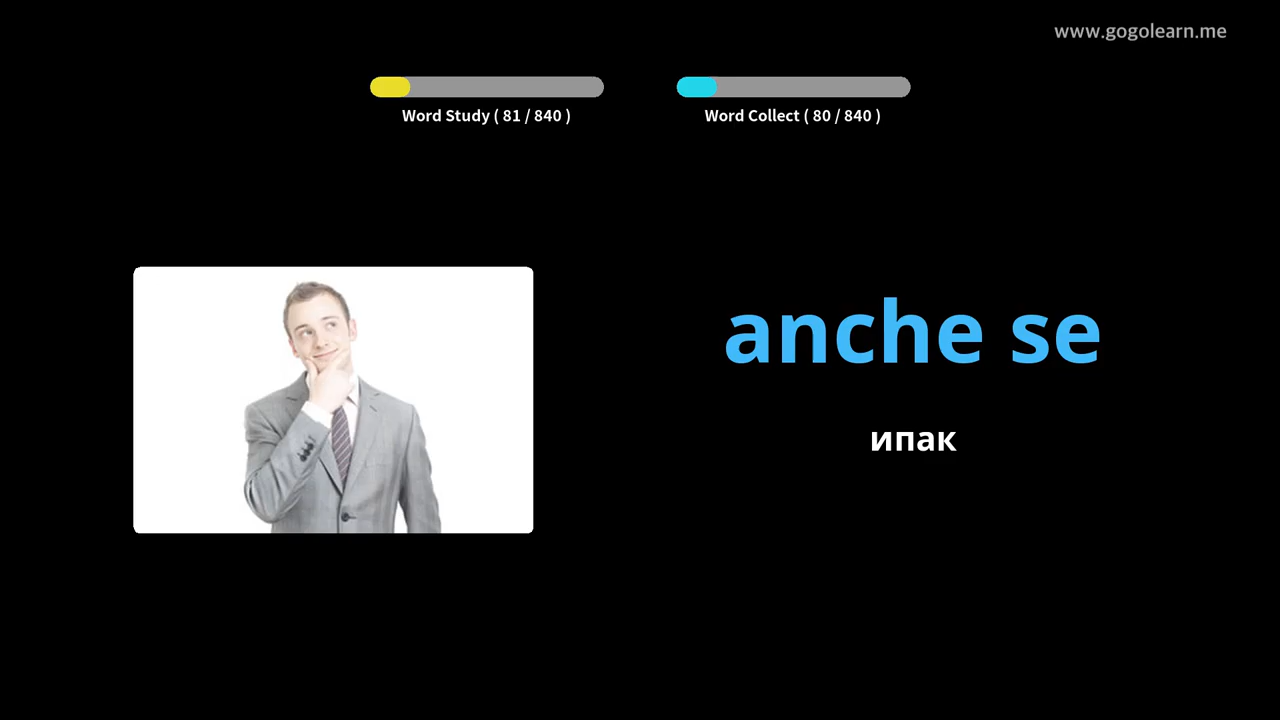 www.gogolearn.me
Word Study ( 81 / 840 )
Word Collect ( 80 / 840 )
anche se
ипак